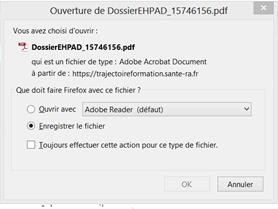 Ouverture de DossierEHPAD_15746156.pdf
Vous avez choisi d'ouvrir :
DossierEHPAD_15746156.pdf
qui est un fichier de type : Adobe Acrobat Document
à partir de : https://trajectoireformation.sante-ra.fr
Que doit faire Firefox avec ce fichier ?
Ouvrir avec Adobe Reader (défaut)
Enregistrer le fichier
Toujours effectuer cette action pour ce type de fichier.
OK Annuler